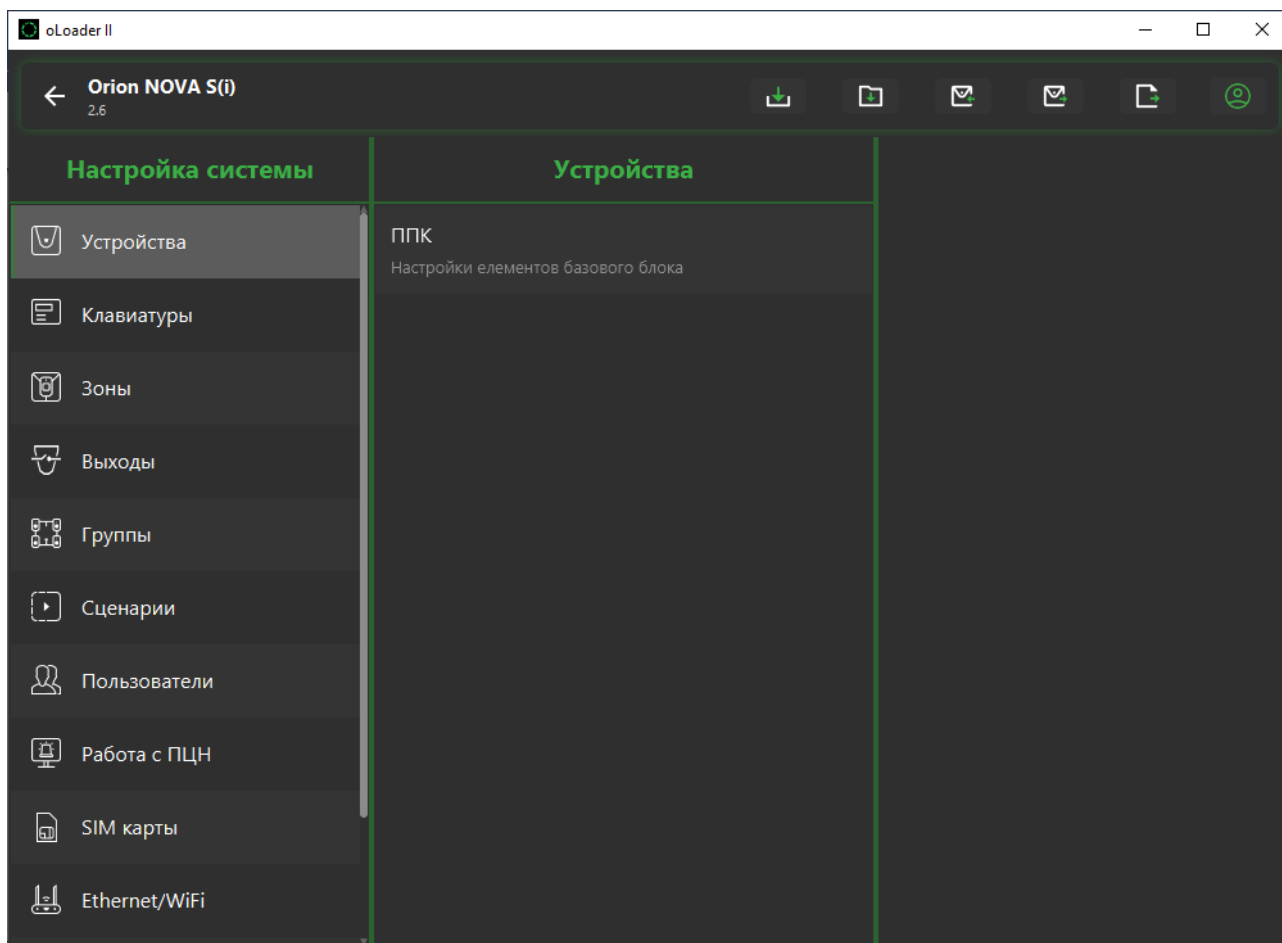 oLoader II
Orion NOVA S(i)
2.6
Настройка системы
Устройства
Устройства
Клавиатуры
Зоны
Выходы
Группы
Сценарии
Пользователи
Работа с ПЦН
SIM карты
Ethernet/WiFi
ППК
Настройки елементов базового блока